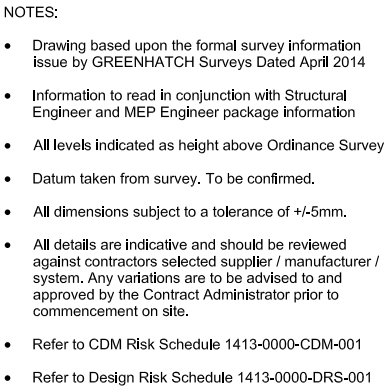 NOTES:
• Drawing based upon the formal survey information
issue by GREENHATCH Surveys Dated April 2014
• Information to read in conjunction with Structural
Engineer and MEP Engineer package information
• All levels indicated as height above Ordinance Survey
• Datum taken from survey. To be confirmed.
• All dimensions subject to a tolerance of +/-5mm.
• All details are indicative and should be reviewed
against contractors selected supplier / manufacturer /
system. Any variations are to be advised to and
approved by the Contract Administrator prior to
commencement on site.
• Refer to CDM Risk Schedule 1413-0000-CDM-001
• Refer to Design Risk Schedule 1413-0000-DRS-001